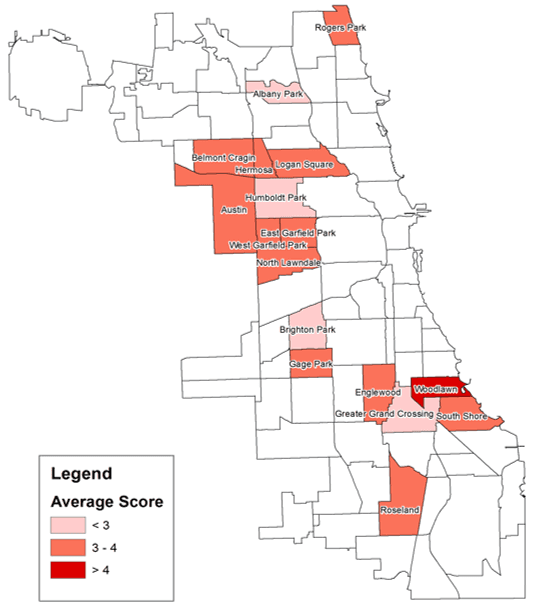 Rogers Park
Albany Park
Belmont Cragin
Hermosa
Logan Square
Humboldt Park
Austin
East Garfield Park
West Garfield Park
North Lawndale
Brighton Park
Gage Park
Englewood
Woodlawn
Greater Grand Crossing
South Shore
Roseland
Legend
Average Score
< 3
3 - 4
> 4